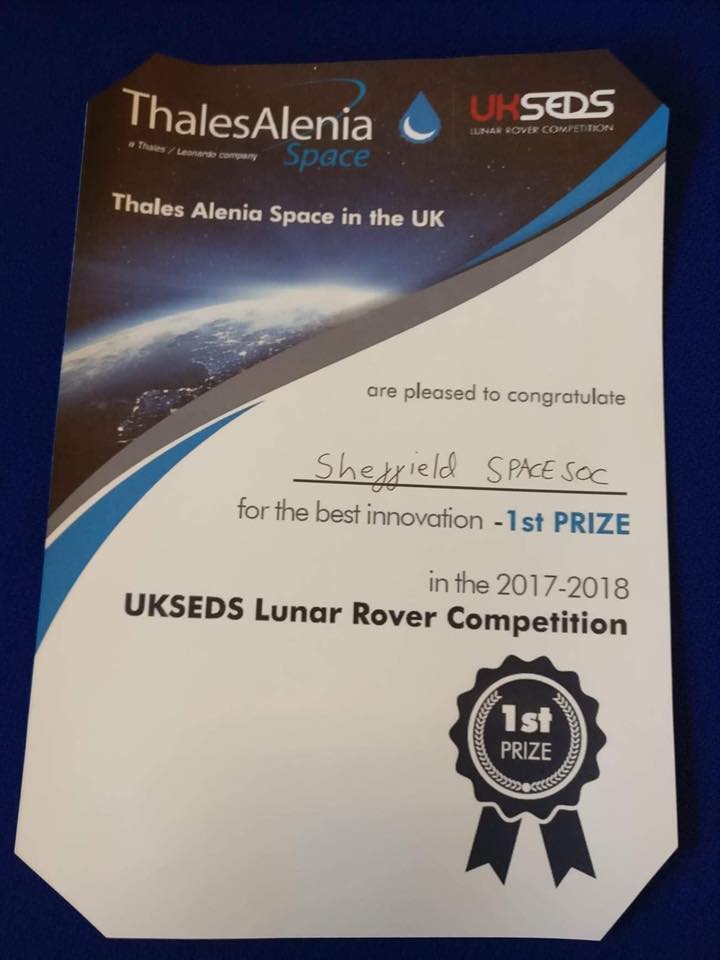 ThalesAlenia
a Thales / Leonardo company
Space
UKSEDS
LUNAR ROVER COMPETITION
Thales Alenia Space in the UK
are pleased to congratulate
Sheffield SPACESOC
for the best innovation -1st PRIZE
in the 2017-2018
UKSEDS Lunar Rover Competition
1st
PRIZE